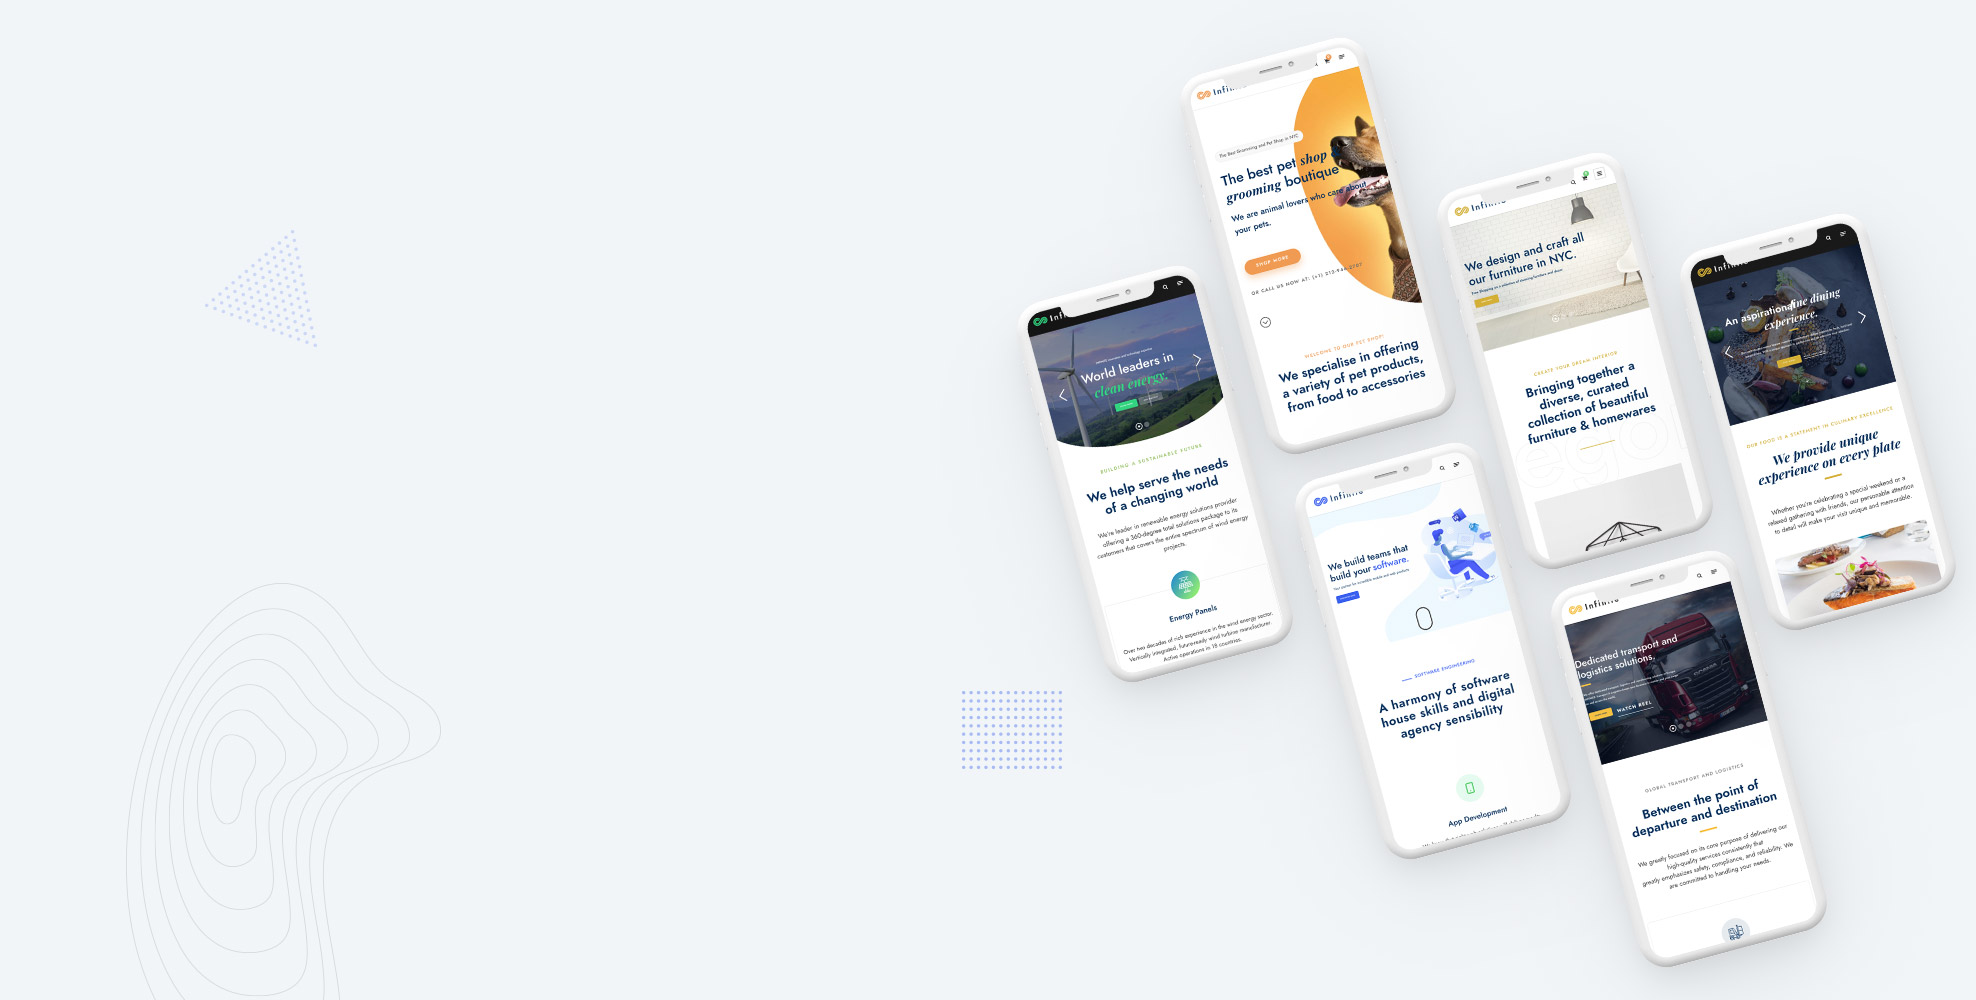 The Best Grooming and Pet Shop in NYC
The best pet shop &
grooming boutique
We are animal lovers who care about
your pets.
SHOP MORE
OR CALL US NOW AT:
WELCOME TO OUR PET SHOP!
We specialise in offering
a variety of pet products,
from food to accessories
World leaders in
clean energy.
BUILDING A SUSTAINABLE FUTURE
We help serve the needs
of a changing world
We're leader in renewable energy solutions provider
offering a 360-degree total solutions package to its
customers that covers the entire spectrum of wind energy
projects.
Energy Panels
Over two decades of rich experience in the wind energy sector.
Vertically integrated, future-ready wind turbine manufacturer.
Active operations in 18 countries.
We design and craft all
our furniture in NYC.
CREATE YOUR DREAM INTERIOR
Bringing together a
diverse, curated
collection of beautiful
furniture & homewares
An aspirational fine dining
experience.
OUR FOOD IS A STATEMENT IN CULINARY EXCELLENCE
We provide unique
experience on every plate
Whether you're celebrating a special weekend or a
relaxed gathering with friends, our personable attention
to detail will make your visit unique and memorable.
We build teams that
build your software.
SOFTWARE ENGINEERING
A harmony of software
house skills and digital
agency sensibility
App Development
Dedicated transport and
logistics solutions.
WATCH REEL
GLOBAL TRANSPORT AND LOGISTICS
Between the point of
departure and destination
We greatly focused on its core purpose of delivering our
high-quality services consistently that
greatly emphasizes safety, compliance, and reliability. We
are committed to handling your needs.